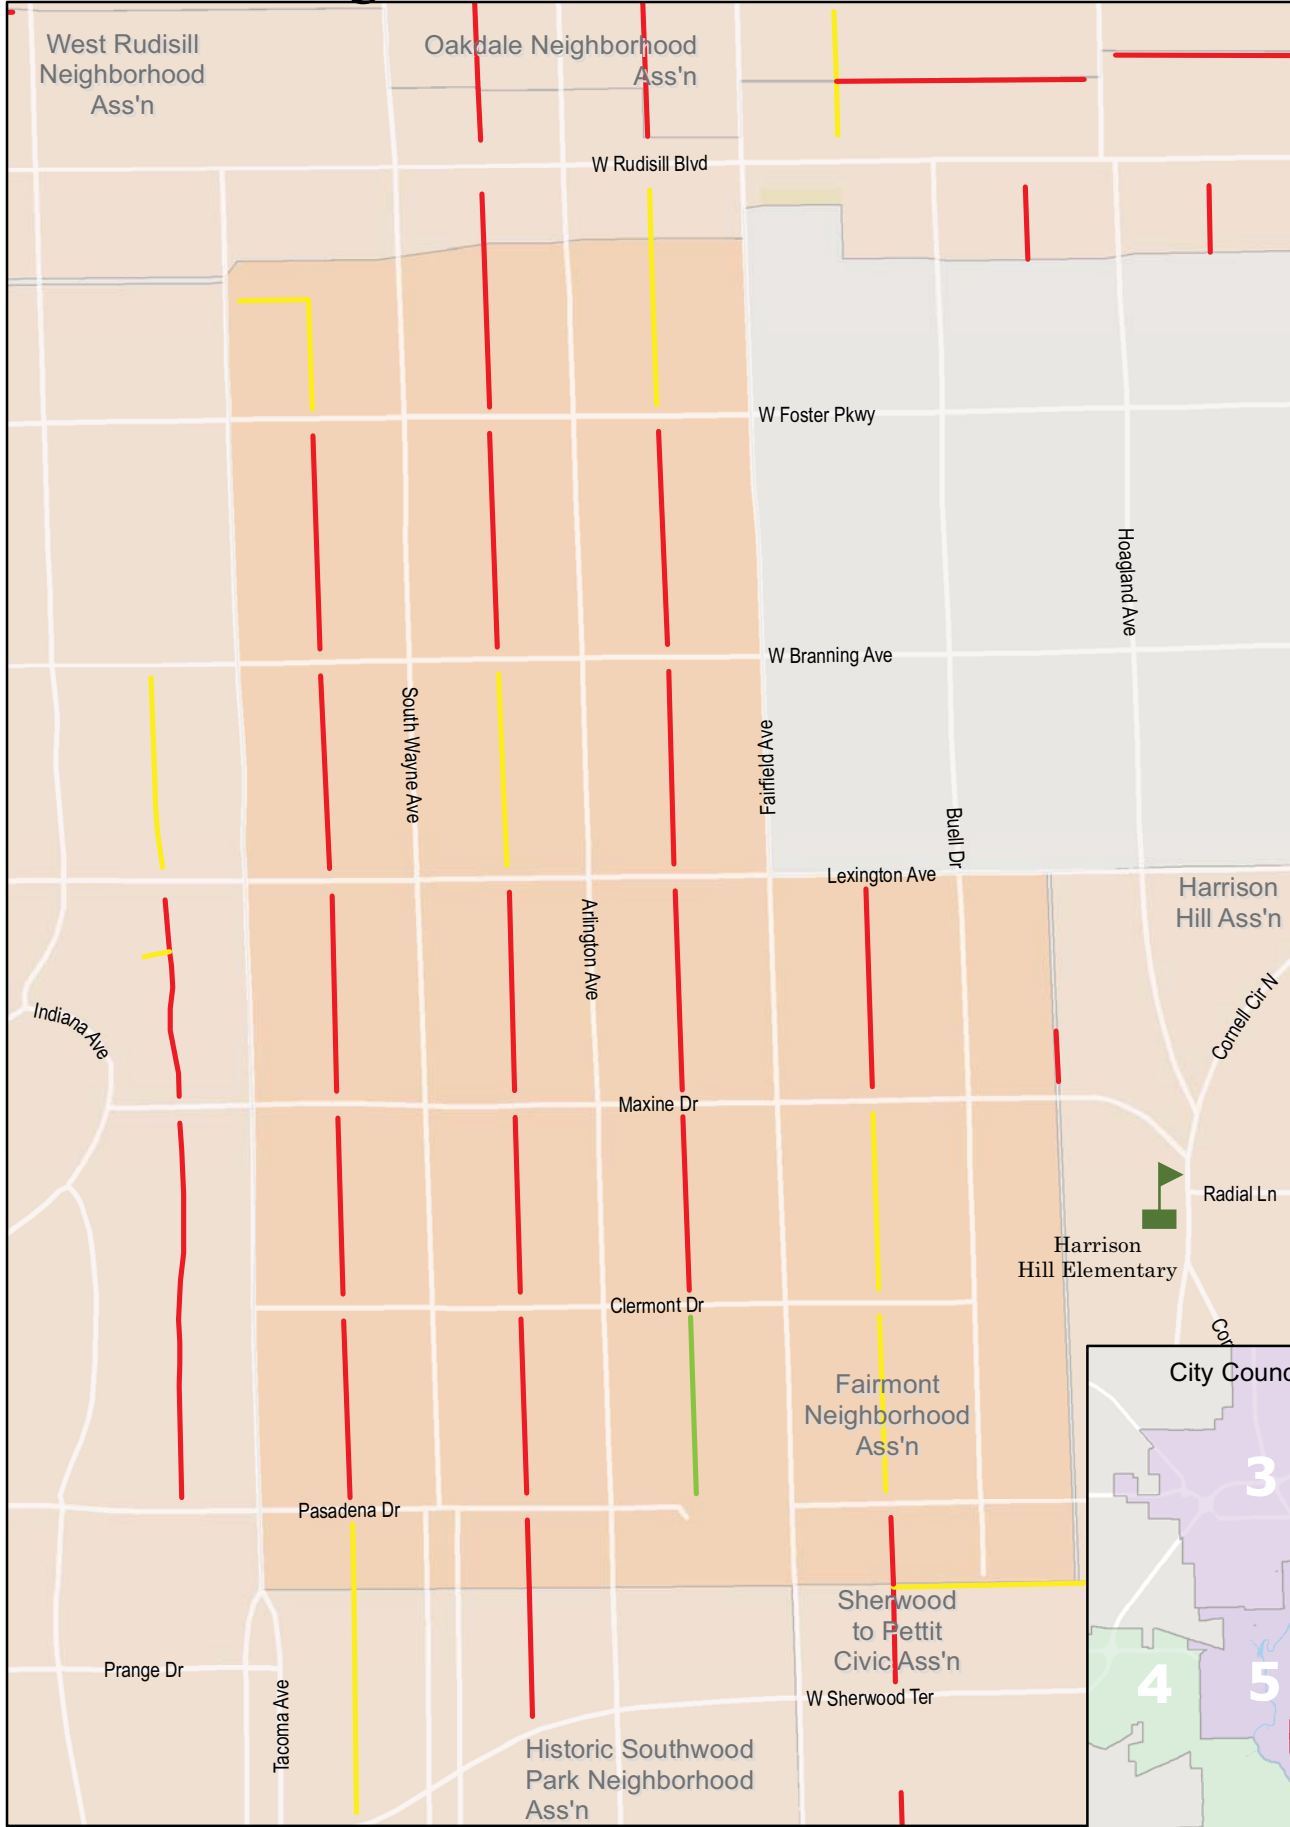 West Rudisill
Neighborhood
Ass'n
Oakdale Neighborhood
Ass'n
W Rudisill Blvd
W Foster Pkwy
Hoagland Ave
W Branning Ave
South Wayne Ave
Fairfield Ave
Buell Dr
Lexington Ave
Harrison
Hill Ass'n
Arlington Ave
Indiana Ave
Cornell Cir N
Maxine Dr
Radial Ln
Harrison
Hill Elementary
Clermont Dr
Cor
City Counc
Fairmont
Neighborhood
Ass'n
3
Pasadena Dr
Sherwood
to Pettit
Civic Ass'n
Prange Dr
4
5
Tacoma Ave
W Sherwood Ter
Historic Southwood
Park Neighborhood
Ass'n